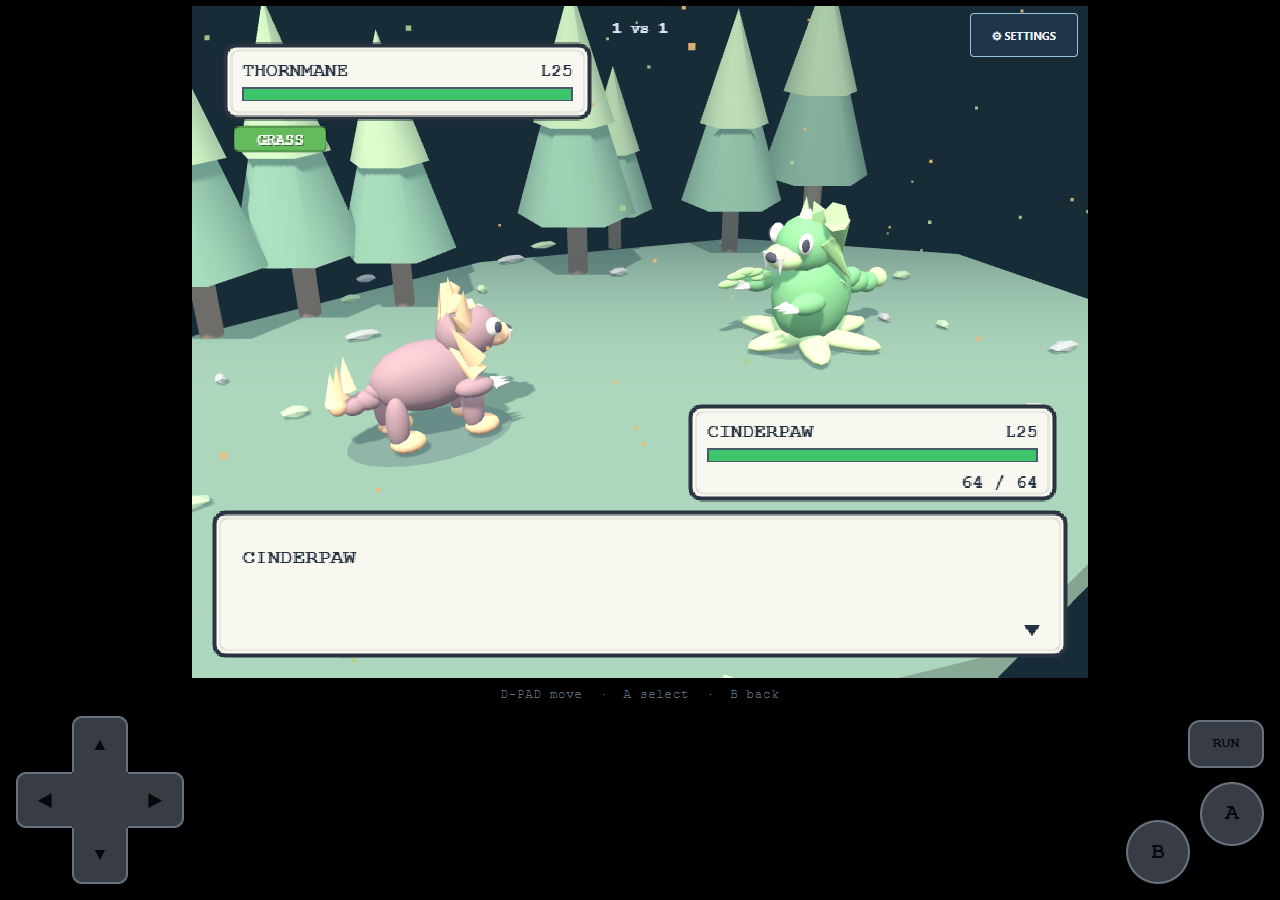 1 vs 1
⚙ SETTINGS
THORNMANE L25
GRASS
CINDERPAW L25
64 / 64
CINDERPAW
D-PAD move · A select · B back
RUN
A
B